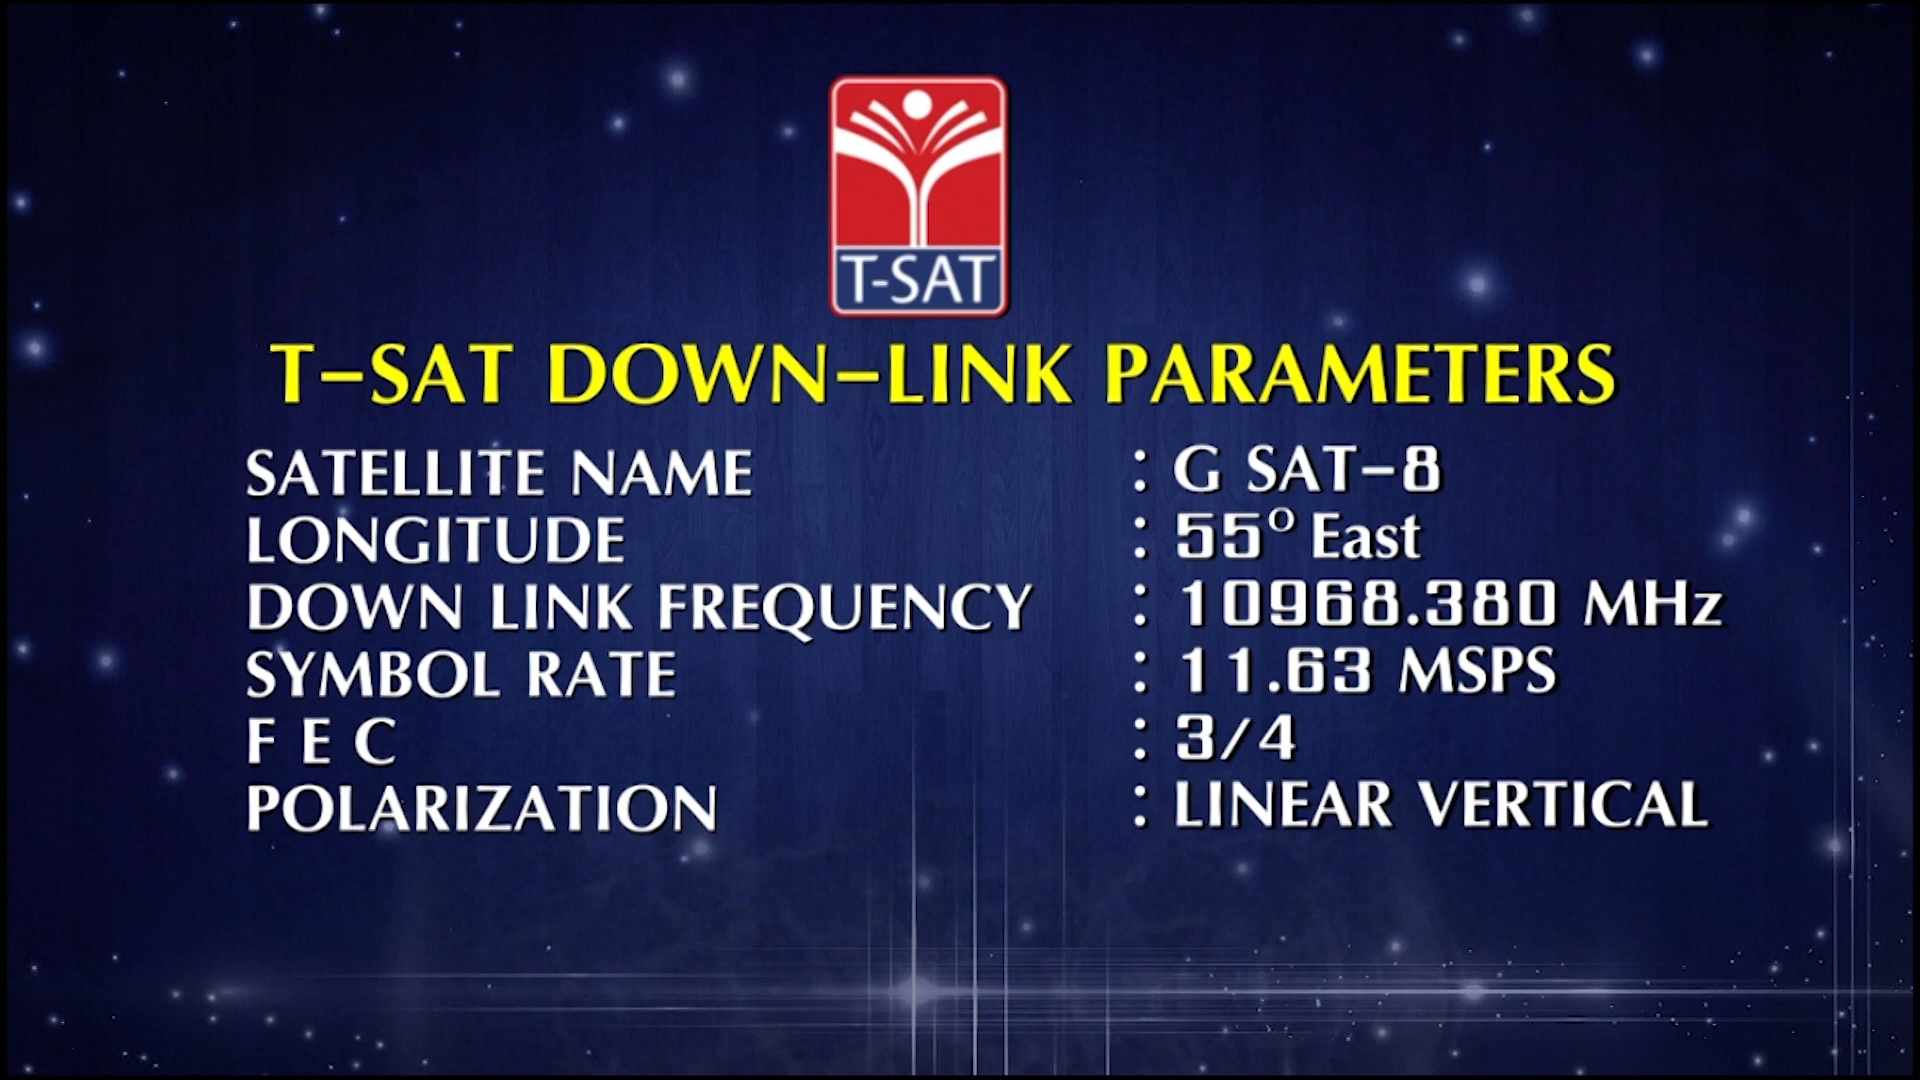 T-SAT
T-SAT DOWN-LINK PARAMETERS
SATELLITE NAME : G SAT-8
LONGITUDE : 55° East
DOWN LINK FREQUENCY : 10968.380 MHz
SYMBOL RATE : 11.63 MSPS
F E C : 3/4
POLARIZATION : LINEAR VERTICAL